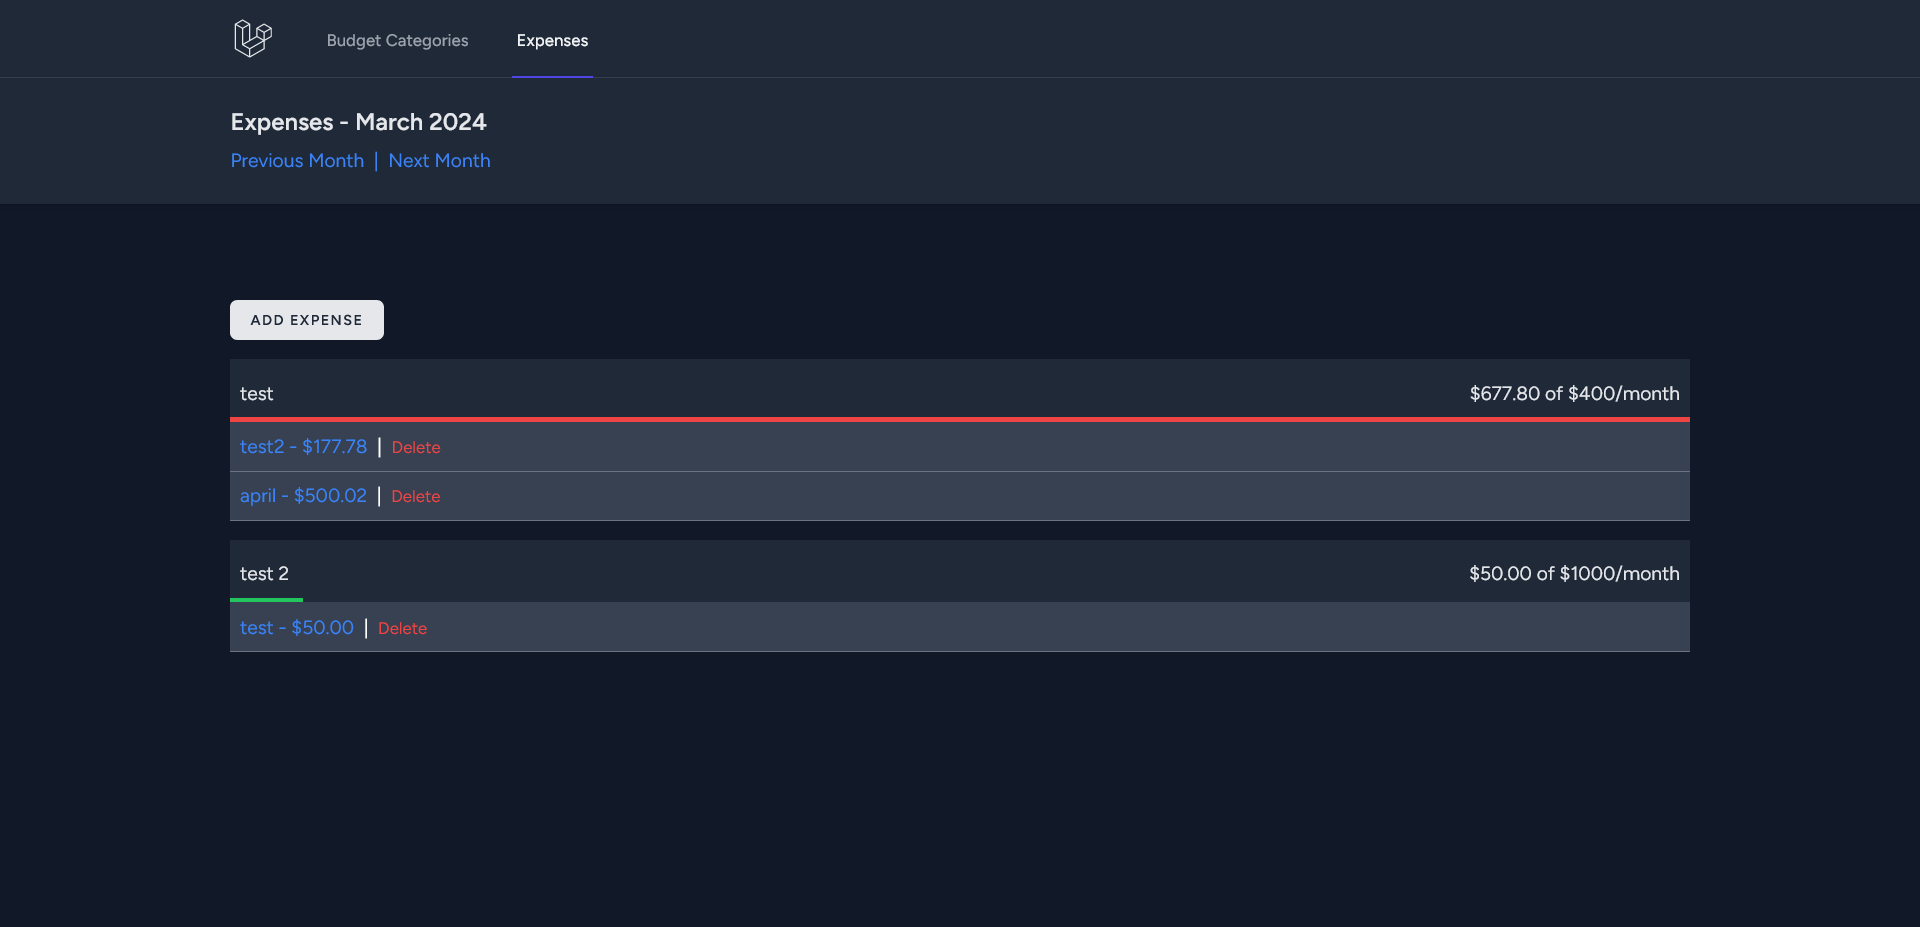 Budget Categories Expenses
Expenses - March 2024
Previous Month | Next Month
ADD EXPENSE
test $677.80 of $400/month
test2 - $177.78 | Delete
april - $500.02 | Delete
test 2 $50.00 of $1000/month
test - $50.00 | Delete